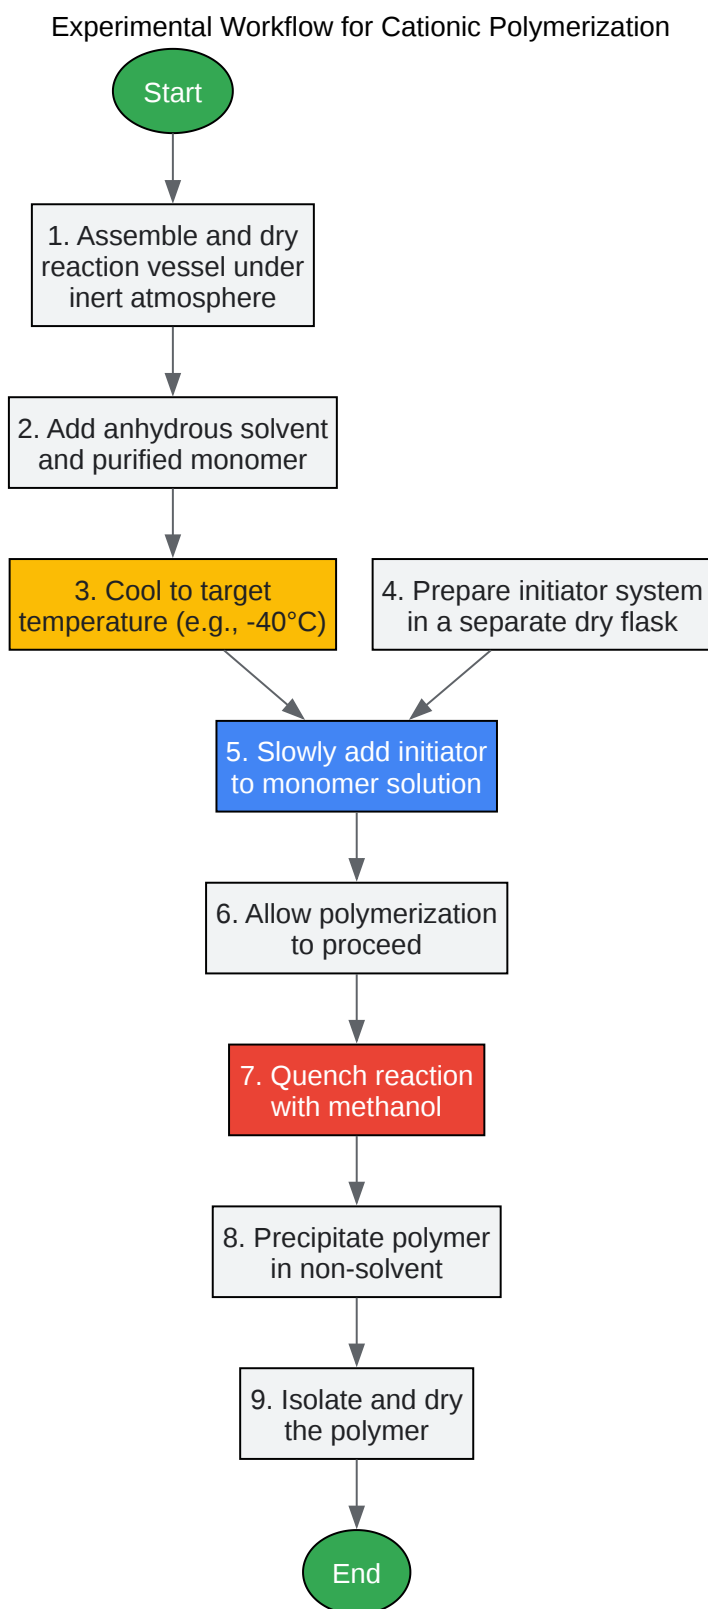 Experimental Workflow for Cationic Polymerization
Start
1. Assemble and dry
reaction vessel under
inert atmosphere
2. Add anhydrous solvent
and purified monomer
3. Cool to target
temperature (e.g., -40°C)
4. Prepare initiator system
in a separate dry flask
5. Slowly add initiator
to monomer solution
6. Allow polymerization
to proceed
7. Quench reaction
with methanol
8. Precipitate polymer
in non-solvent
9. Isolate and dry
the polymer
End